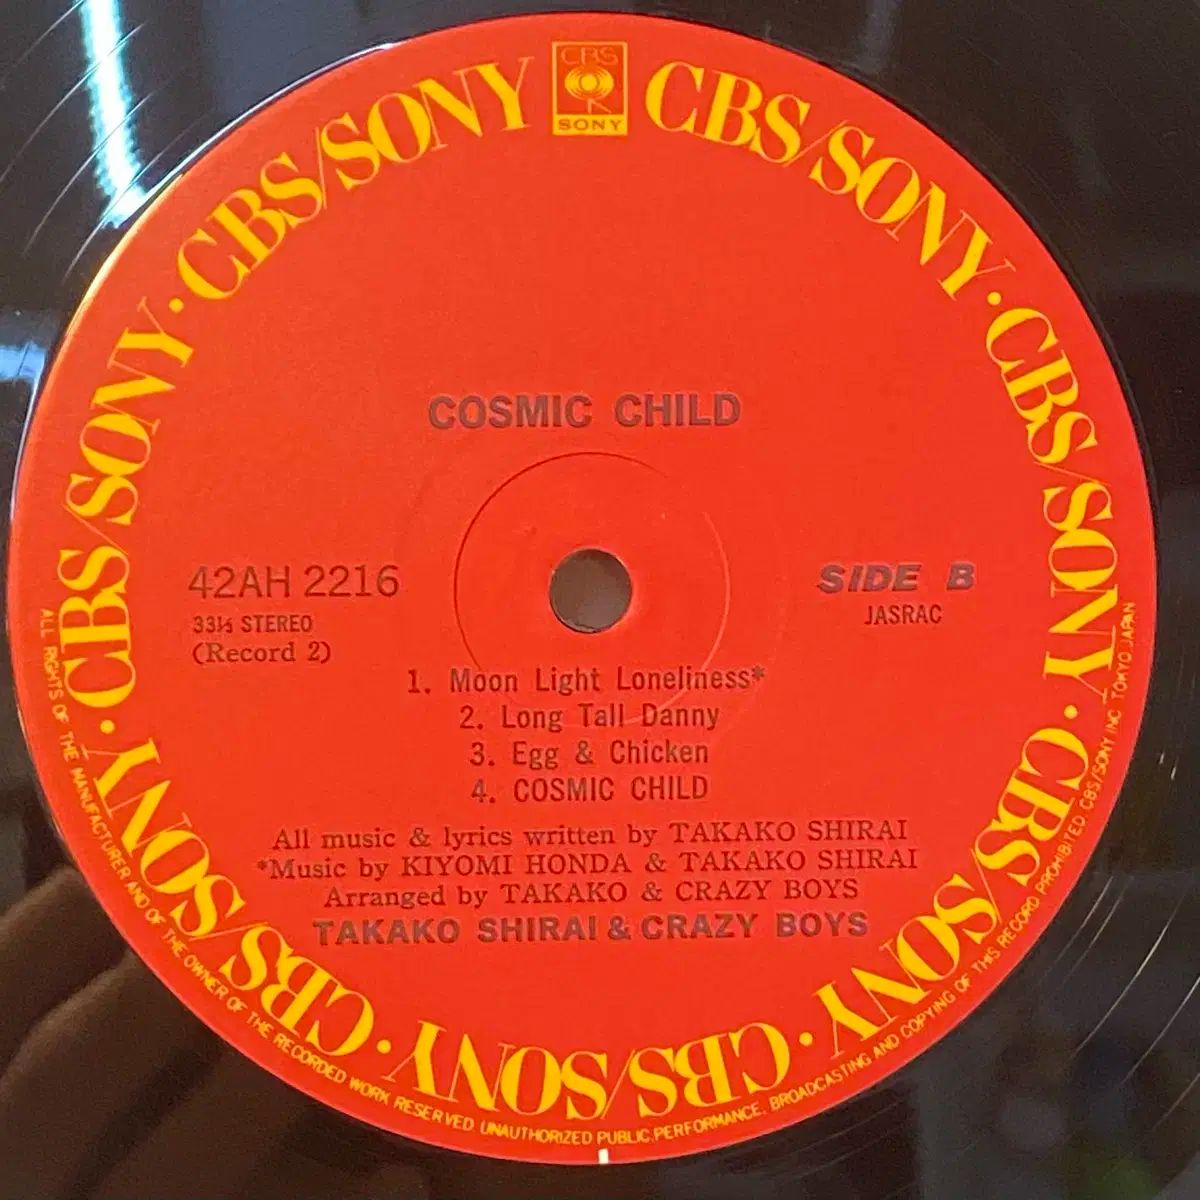 CBS
SONY
CBS/SONY · CBS/SONY · CBS/SONY · CBS/SONY · CBS/SONY · CBS/SONY · CBS/SONY · CBS/SONY
COSMIC CHILD
42AH 2216
33⅓ STEREO
(Record 2)
SIDE B
JASRAC
1. Moon Light Loneliness*
2. Long Tall Danny
3. Egg & Chicken
4. COSMIC CHILD
All music & lyrics written by TAKAKO SHIRAI
*Music by KIYOMI HONDA & TAKAKO SHIRAI
Arranged by TAKAKO & CRAZY BOYS
TAKAKO SHIRAI & CRAZY BOYS
ALL RIGHTS OF THE MANUFACTURER AND OF THE OWNER OF THE RECORDED WORK RESERVED. UNAUTHORIZED PUBLIC PERFORMANCE, BROADCASTING AND COPYING OF THIS RECORD PROHIBITED. CBS/SONY INC. TOKYO JAPAN